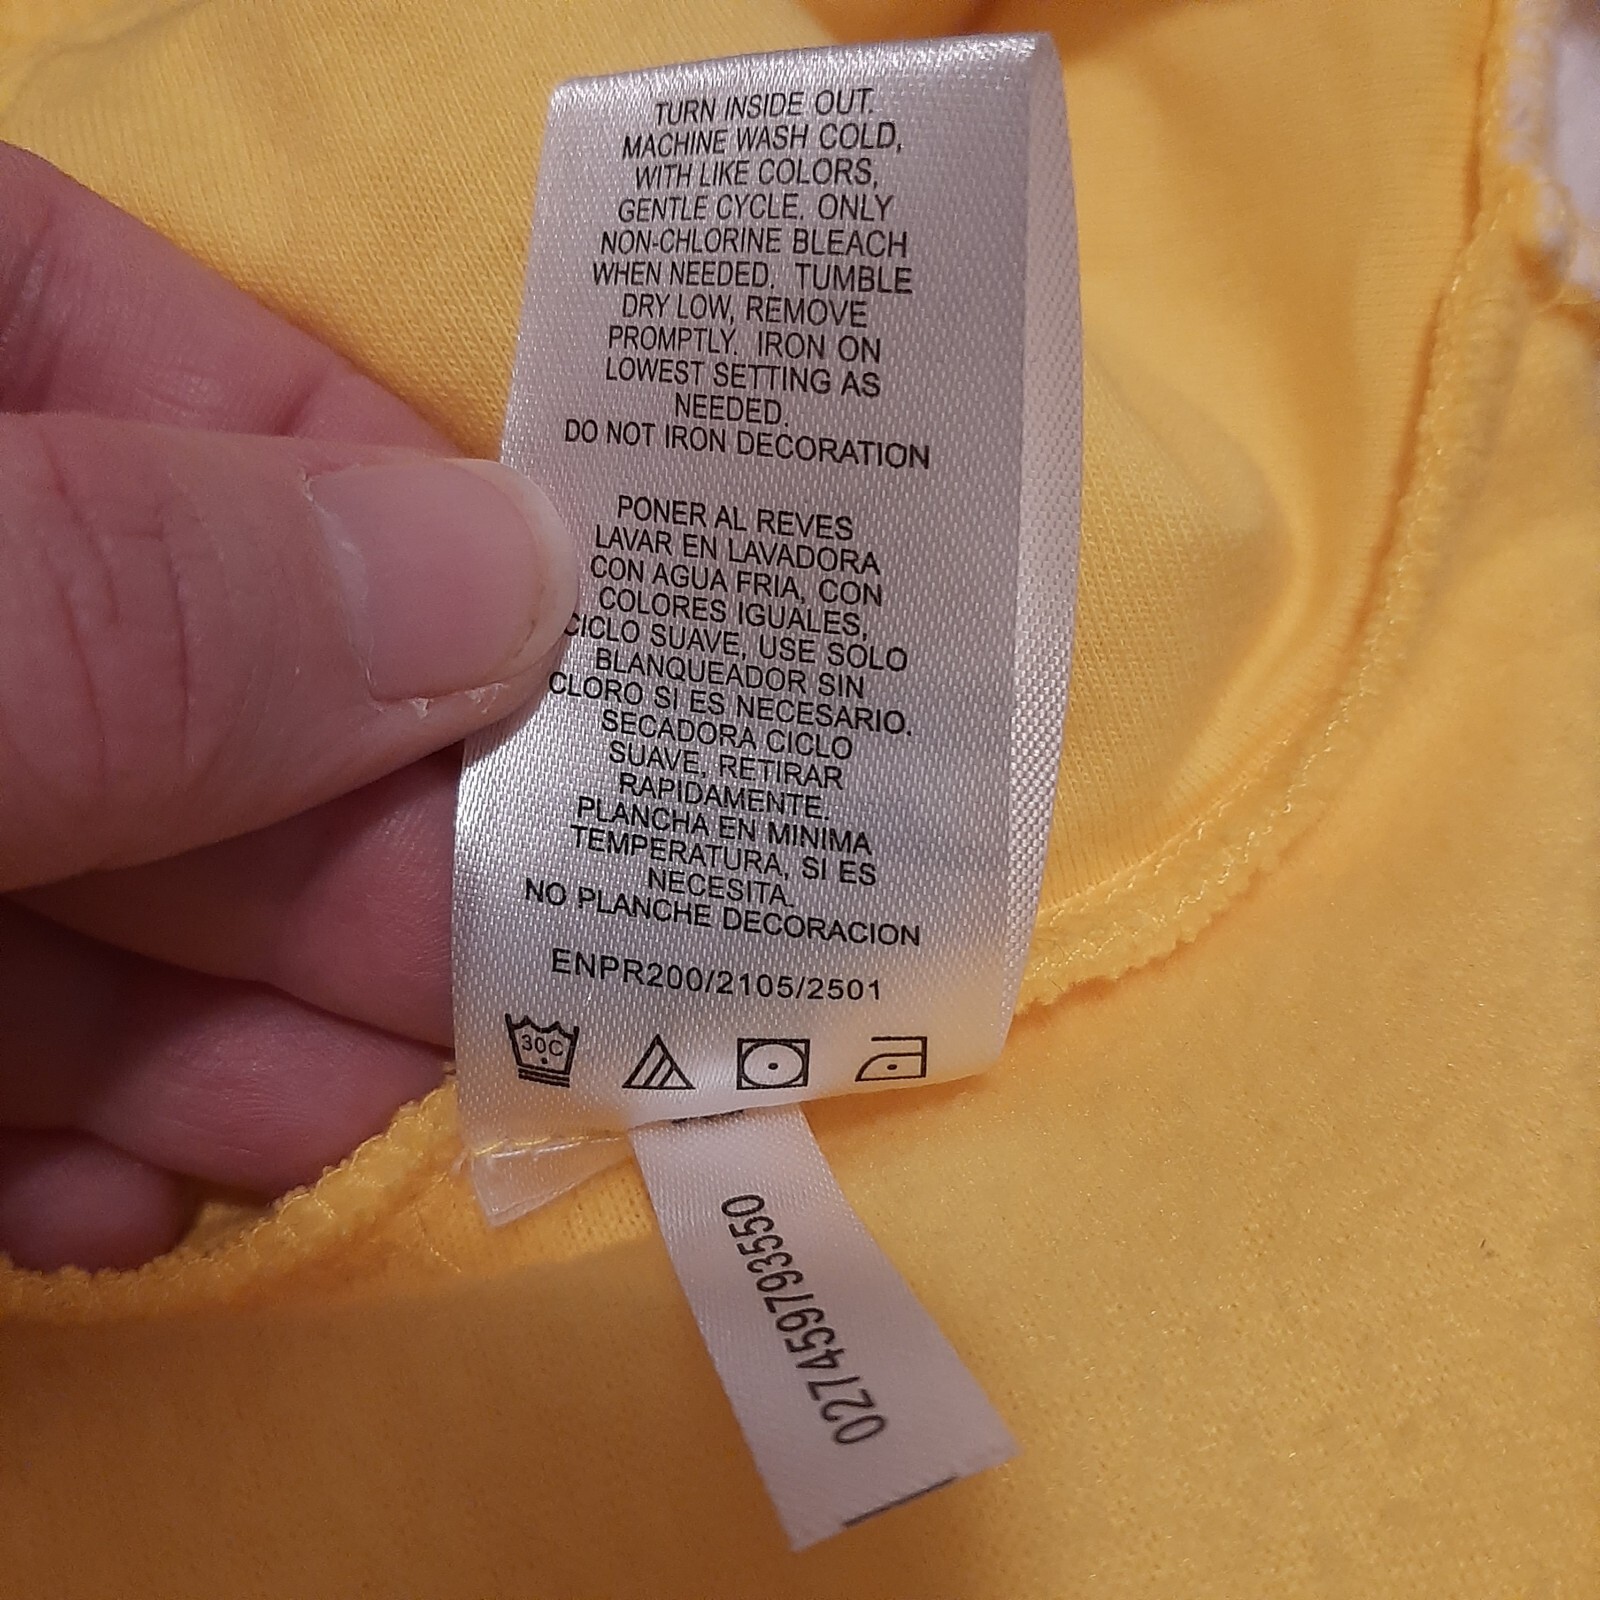 TURN INSIDE OUT.
MACHINE WASH COLD,
WITH LIKE COLORS,
GENTLE CYCLE, ONLY
NON-CHLORINE BLEACH
WHEN NEEDED. TUMBLE
DRY LOW, REMOVE
PROMPTLY. IRON ON
LOWEST SETTING AS
NEEDED.
DO NOT IRON DECORATION
PONER AL REVES
LAVAR EN LAVADORA
CON AGUA FRIA, CON
COLORES IGUALES,
CICLO SUAVE, USE SOLO
BLANQUEADOR SIN
CLORO SI ES NECESARIO.
SECADORA CICLO
SUAVE, RETIRAR
RAPIDAMENTE.
PLANCHA EN MINIMA
TEMPERATURA, SI ES
NECESITA.
NO PLANCHE DECORACION
ENPR200/2105/2501
30C
027459793550